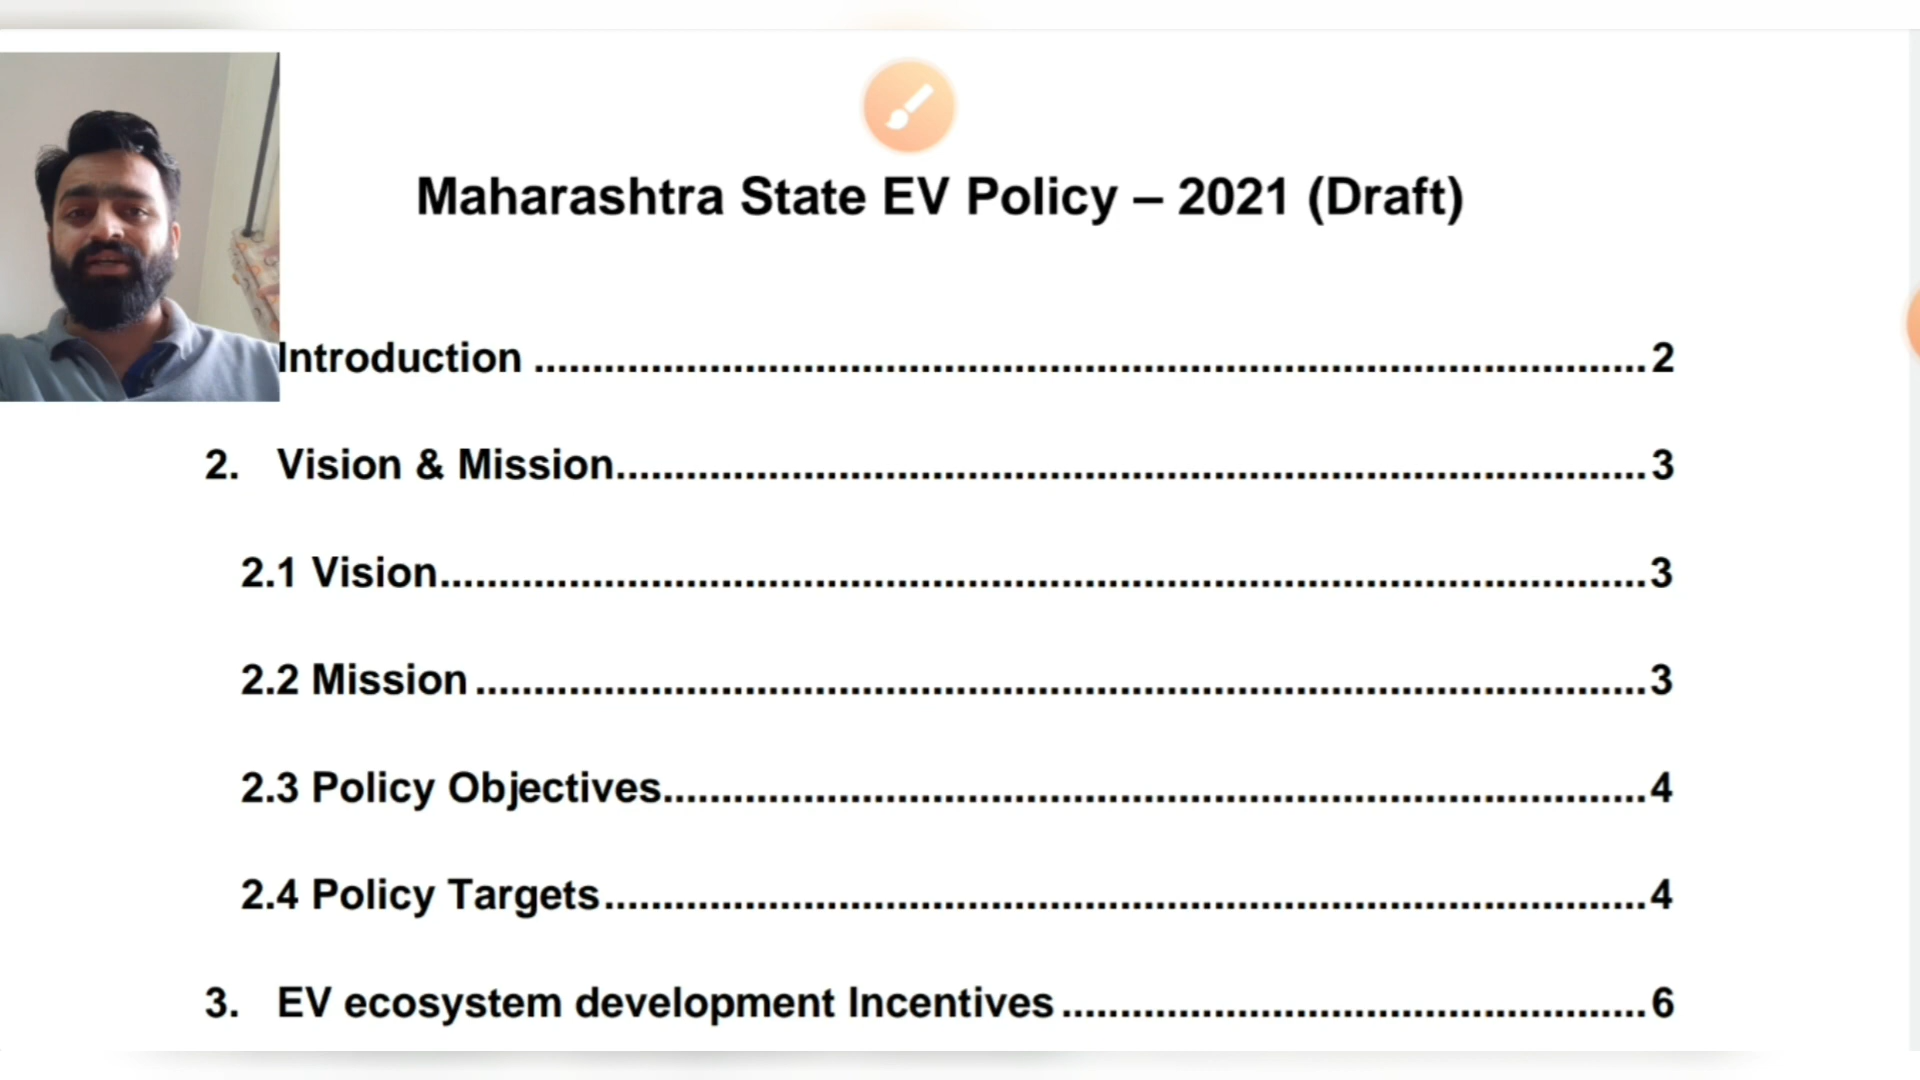 Maharashtra State EV Policy – 2021 (Draft)
Introduction ........................................................................................................ 2
2. Vision & Mission........................................................................................................ 3
2.1 Vision........................................................................................................ 3
2.2 Mission........................................................................................................ 3
2.3 Policy Objectives........................................................................................................ 4
2.4 Policy Targets........................................................................................................ 4
3. EV ecosystem development Incentives........................................................................................................ 6